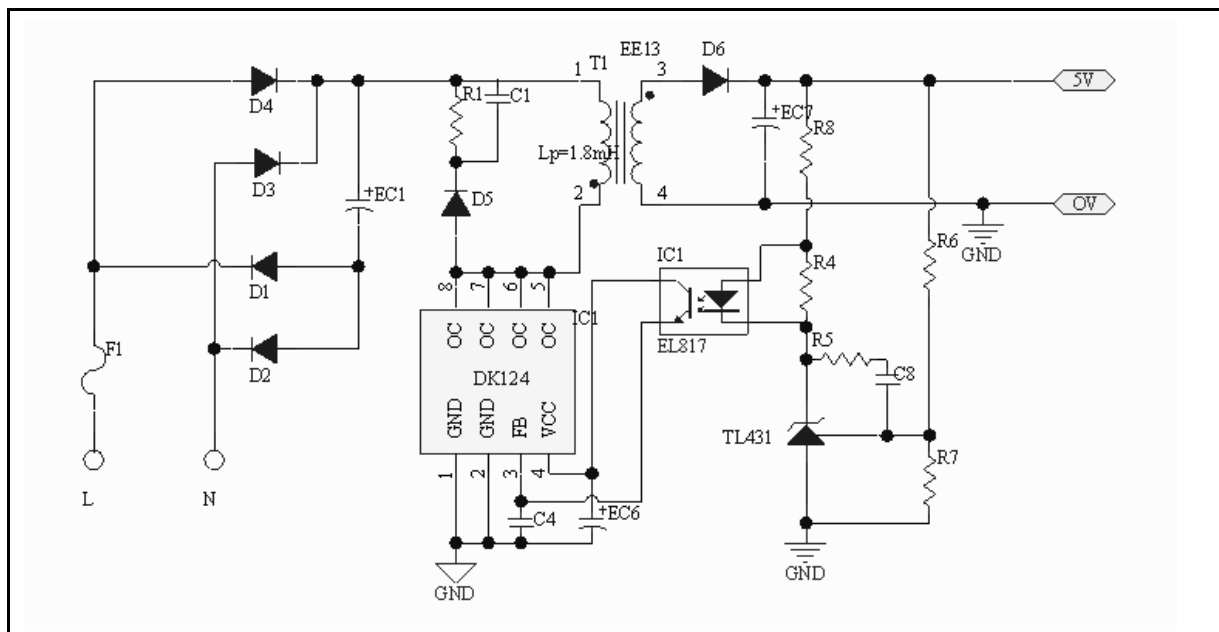 T1
EE13
D6
1
3
5V
D4
R1
C1
+EC7
R8
D3
Lp=1.8mH
+EC1
2
4
D5
OV
GND
R6
IC1
R4
D1
8
7
6
5
IC1
OC
OC
OC
OC
EL817
F1
R5
D2
DK124
C8
GND
GND
FB
VCC
TL431
R7
1
2
3
4
L
N
C4
+EC6
GND
GND